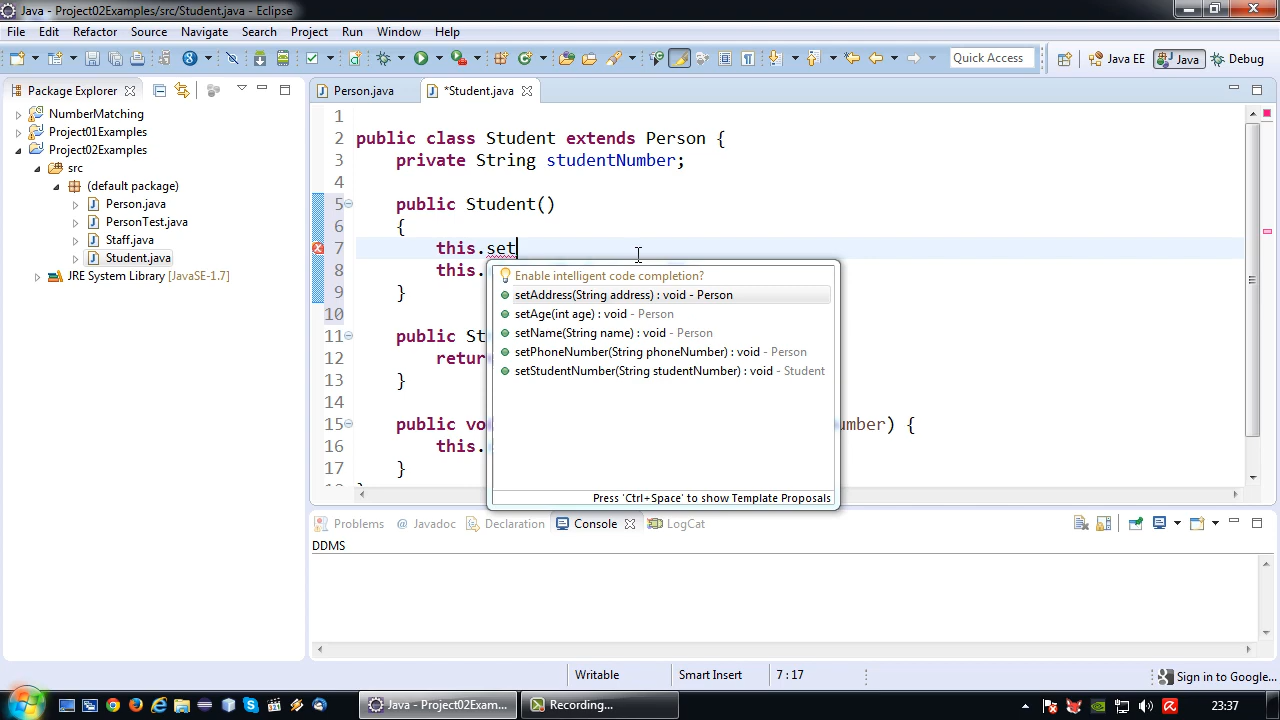 Java - Project02Examples/src/Student.java - Eclipse
File Edit Refactor Source Navigate Search Project Run Window Help
Quick Access Java EE Java Debug
Package Explorer
Person.java *Student.java
NumberMatching
Project01Examples
Project02Examples
src
(default package)
Person.java
PersonTest.java
Staff.java
Student.java
JRE System Library [JavaSE-1.7]
1
2 public class Student extends Person {
3 private String studentNumber;
4
5 public Student()
6 {
7 this.set
8 this.
9 }
10
11 public St
12 retur
13 }
14
15 public vo umber) {
16 this.
17 }
Enable intelligent code completion?
setAddress(String address) : void - Person
setAge(int age) : void - Person
setName(String name) : void - Person
setPhoneNumber(String phoneNumber) : void - Person
setStudentNumber(String studentNumber) : void - Student
Press 'Ctrl+Space' to show Template Proposals
Problems Javadoc Declaration Console LogCat
DDMS
Writable Smart Insert 7 : 17 Sign in to Google...
Java - Project02Exam... Recording... 23:37